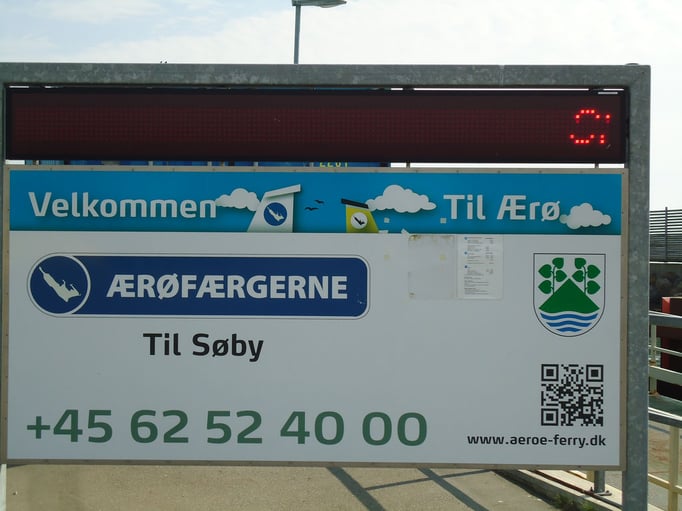 Velkommen Til Ærø
ÆRØFÆRGERNE
Til Søby
+45 62 52 40 00
www.aeroe-ferry.dk